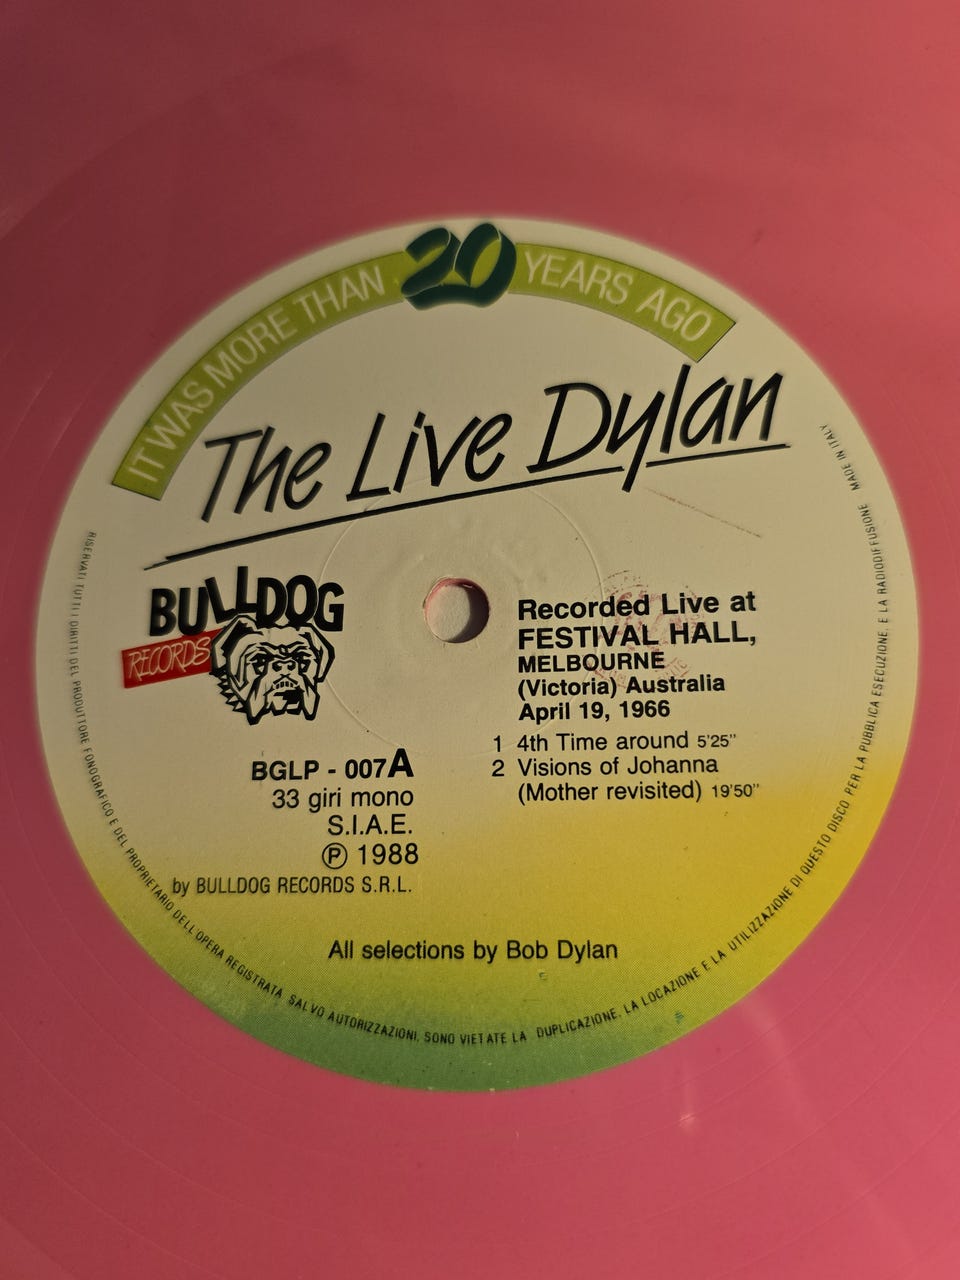 IT WAS MORE THAN 20 YEARS AGO
The Live Dylan
BULLDOG
RECORDS
BGLP - 007A
33 giri mono
S.I.A.E.
Ⓟ 1988
by BULLDOG RECORDS S.R.L.
Recorded Live at
FESTIVAL HALL,
MELBOURNE
(Victoria) Australia
April 19, 1966
1 4th Time around 5'25"
2 Visions of Johanna
(Mother revisited) 19'50"
All selections by Bob Dylan
RISERVATI TUTTI I DIRITTI DEL PRODUTTORE FONOGRAFICO E DEL PROPRIETARIO DELL'OPERA REGISTRATA SALVO AUTORIZZAZIONI, SONO VIETATE LA DUPLICAZIONE, LA LOCAZIONE E LA UTILIZZAZIONE DI QUESTO DISCO PER LA PUBBLICA ESECUZIONE, E LA RADIODIFFUSIONE MADE IN ITALY